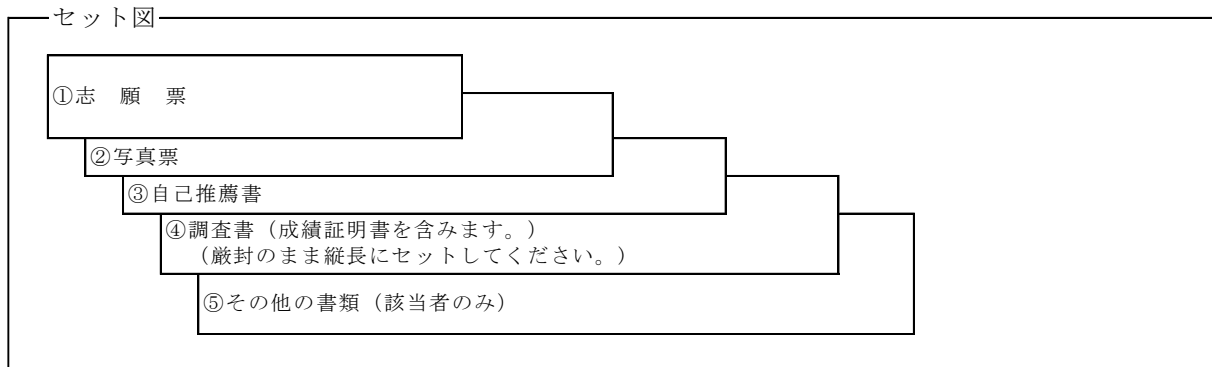 セット図
①志　願　票
②写真票
③自己推薦書
④調査書（成績証明書を含みます。）
（厳封のまま縦長にセットしてください。）
⑤その他の書類（該当者のみ）